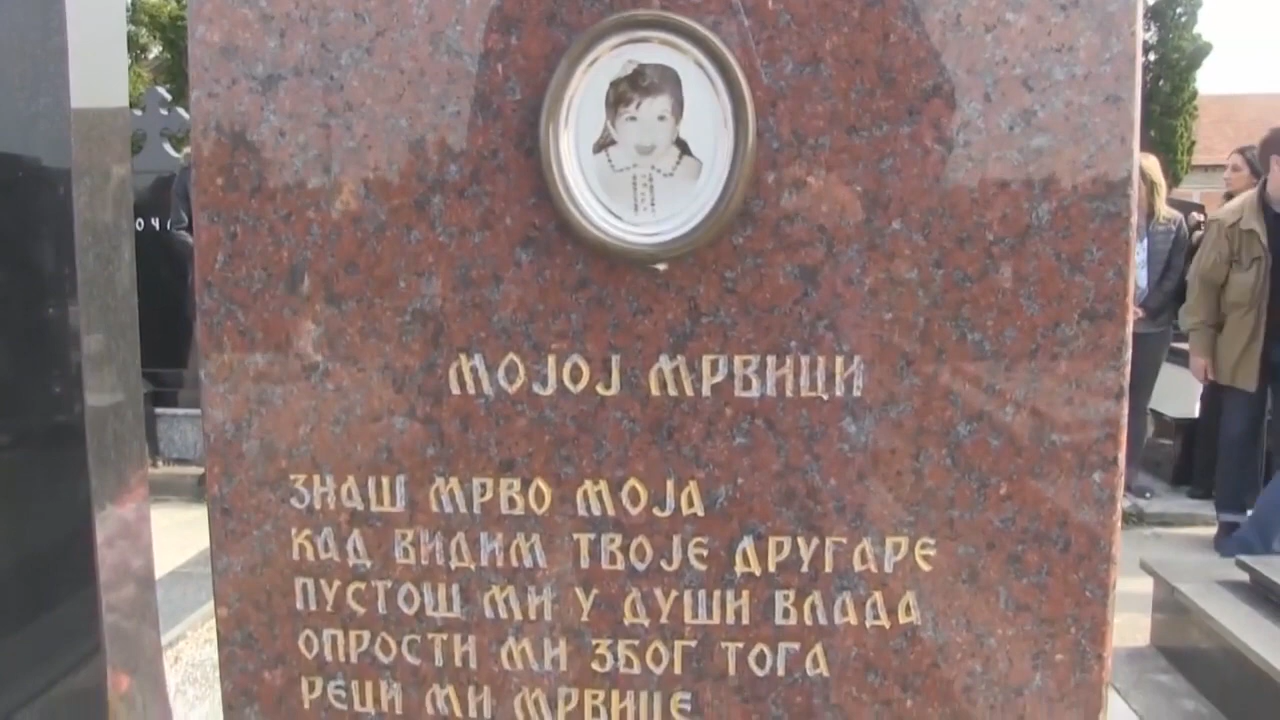 МОЈОЈ МРВИЦИ
ЗНАШ МРВО МОЈА
КАД ВИДИМ ТВОЈЕ ДРУГАРЕ
ПУСТОШ МИ У ДУШИ ВЛАДА
ОПРОСТИ МИ ЗБОГ ТОГА
РЕЦИ МИ МРВИЦЕ